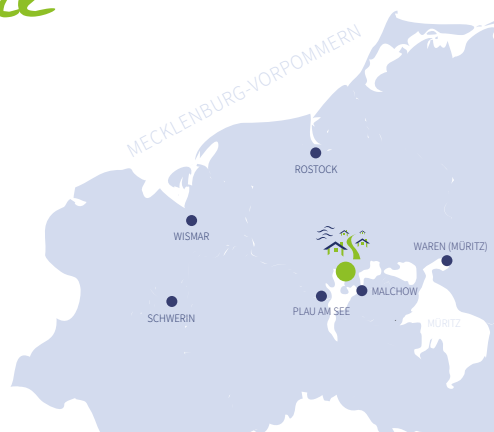 MECKLENBURG-VORPOMMERN
ROSTOCK
WISMAR
WAREN (MÜRITZ)
MALCHOW
PLAU AM SEE
SCHWERIN
MÜRITZ